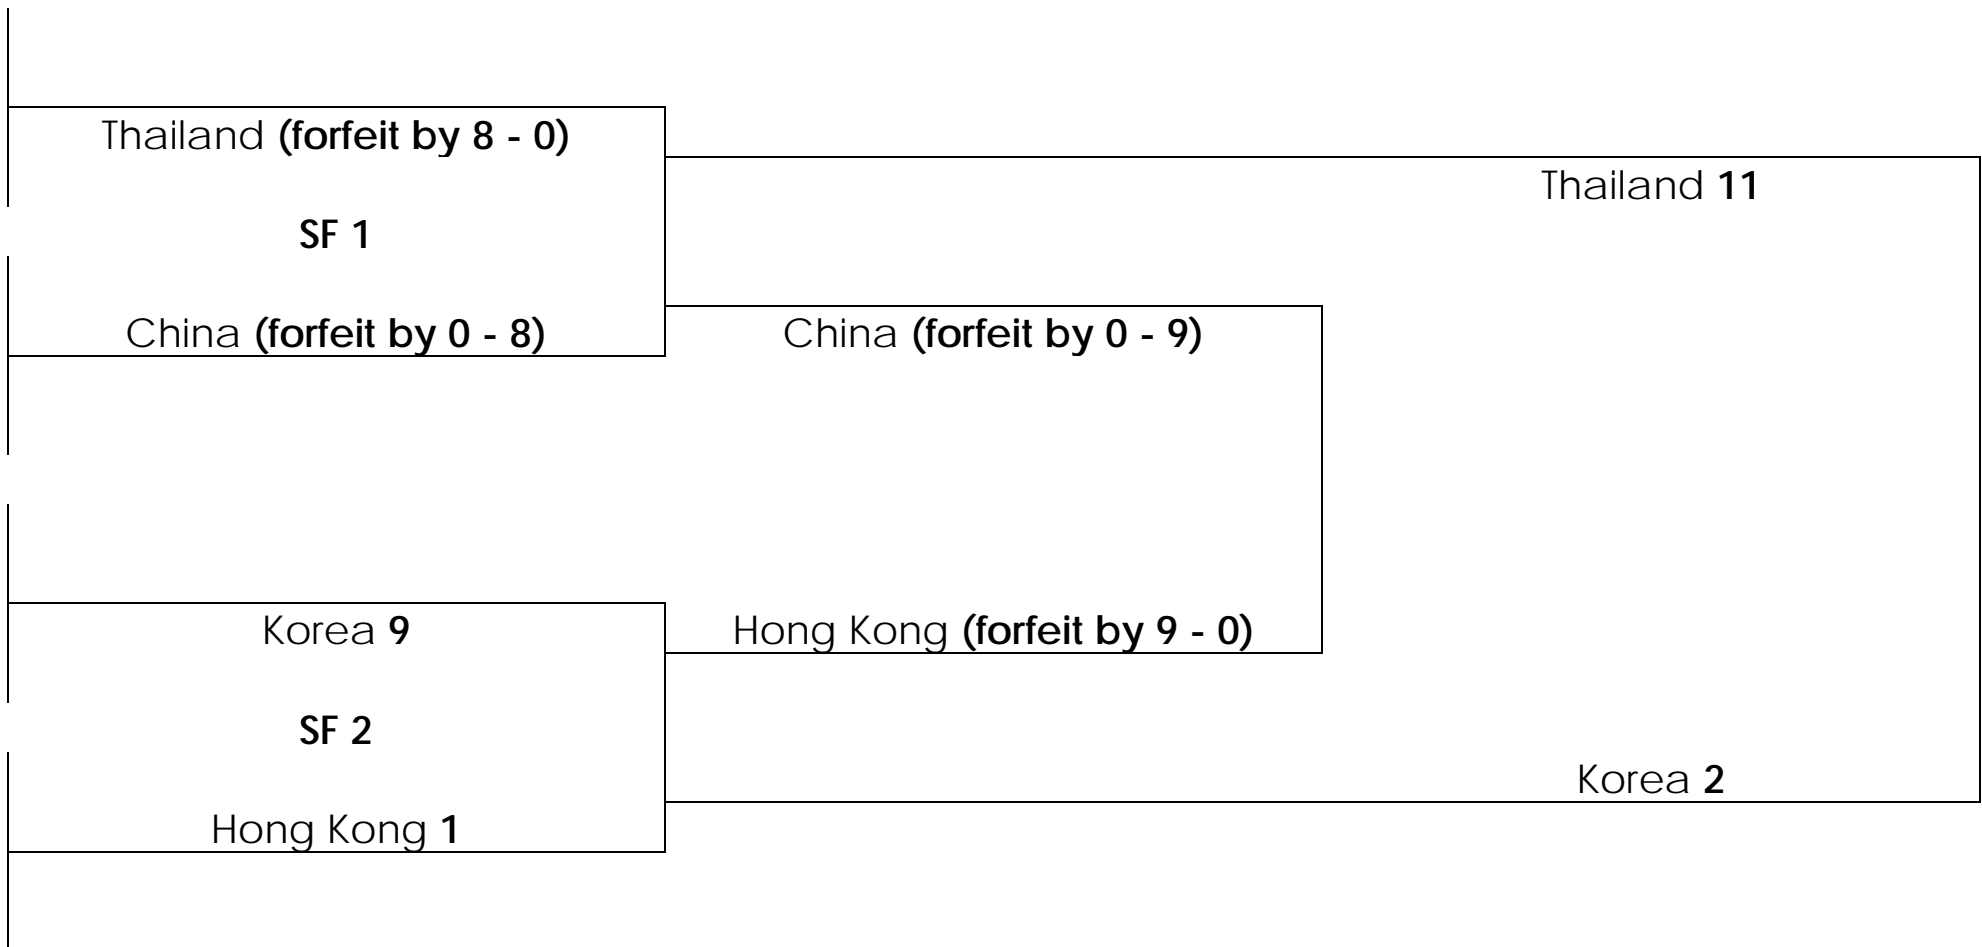 Thailand (forfeit by 8 - 0)
Thailand 11
SF 1
China (forfeit by 0 - 8)
China (forfeit by 0 - 9)
Korea 9
Hong Kong (forfeit by 9 - 0)
SF 2
Korea 2
Hong Kong 1